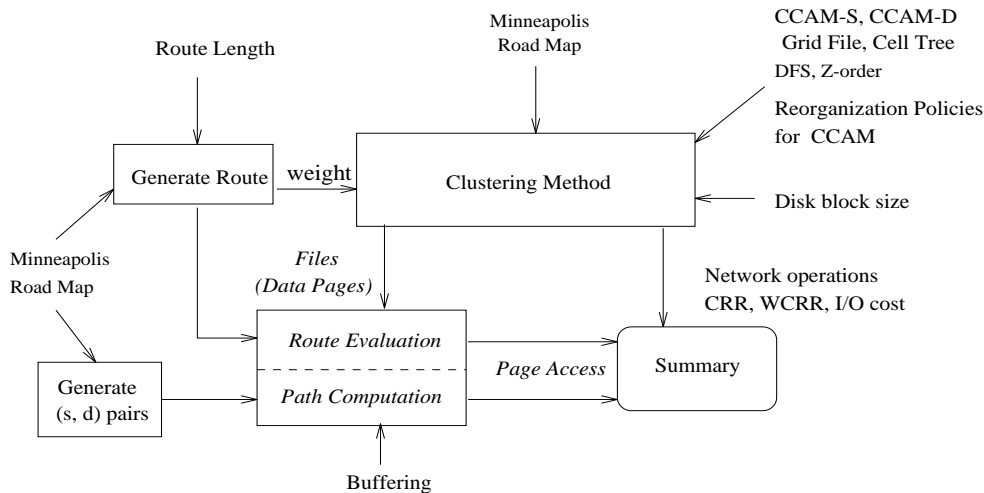 Route Length
Minneapolis
Road Map
CCAM-S, CCAM-D
Grid File, Cell Tree
DFS, Z-order
Reorganization Policies
for CCAM
Generate Route
weight
Clustering Method
Disk block size
Minneapolis
Road Map
Files
(Data Pages)
Network operations
CRR, WCRR, I/O cost
Route Evaluation
Page Access
Summary
Generate
(s, d) pairs
Path Computation
Buffering